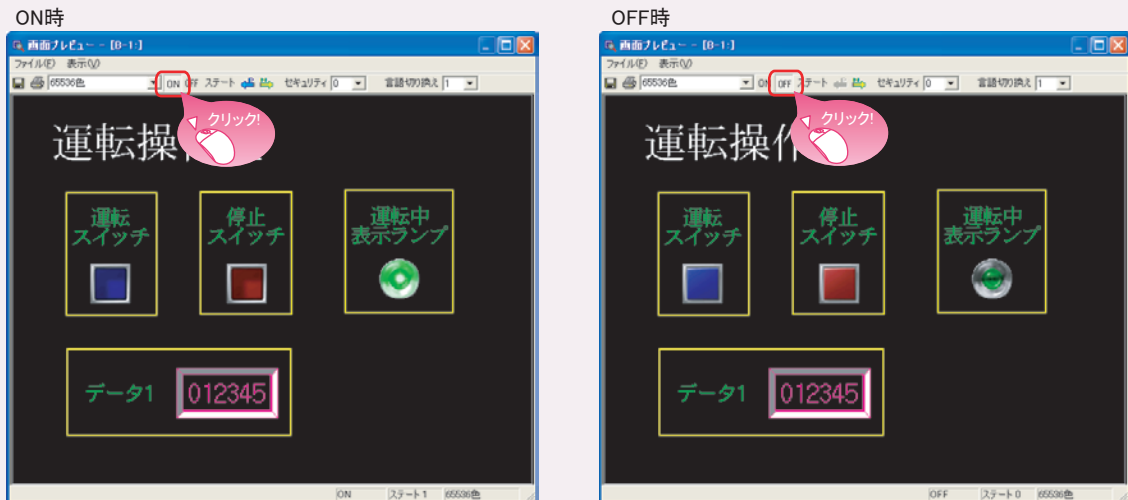 ON時
画面プレビュー - [B-1:]
ファイル(F) 表示(V)
65536色 ON OFF ステート セキュリティ 0 言語切り換え 1
クリック!
運転操
運転
スイッチ
停止
スイッチ
運転中
表示ランプ
データ1
012345
ON ステート 1 65536色
OFF時
画面プレビュー - [B-1:]
ファイル(F) 表示(V)
65536色 ON OFF ステート セキュリティ 0 言語切り換え 1
クリック!
運転操作
運転
スイッチ
停止
スイッチ
運転中
表示ランプ
データ1
012345
OFF ステート 0 65536色